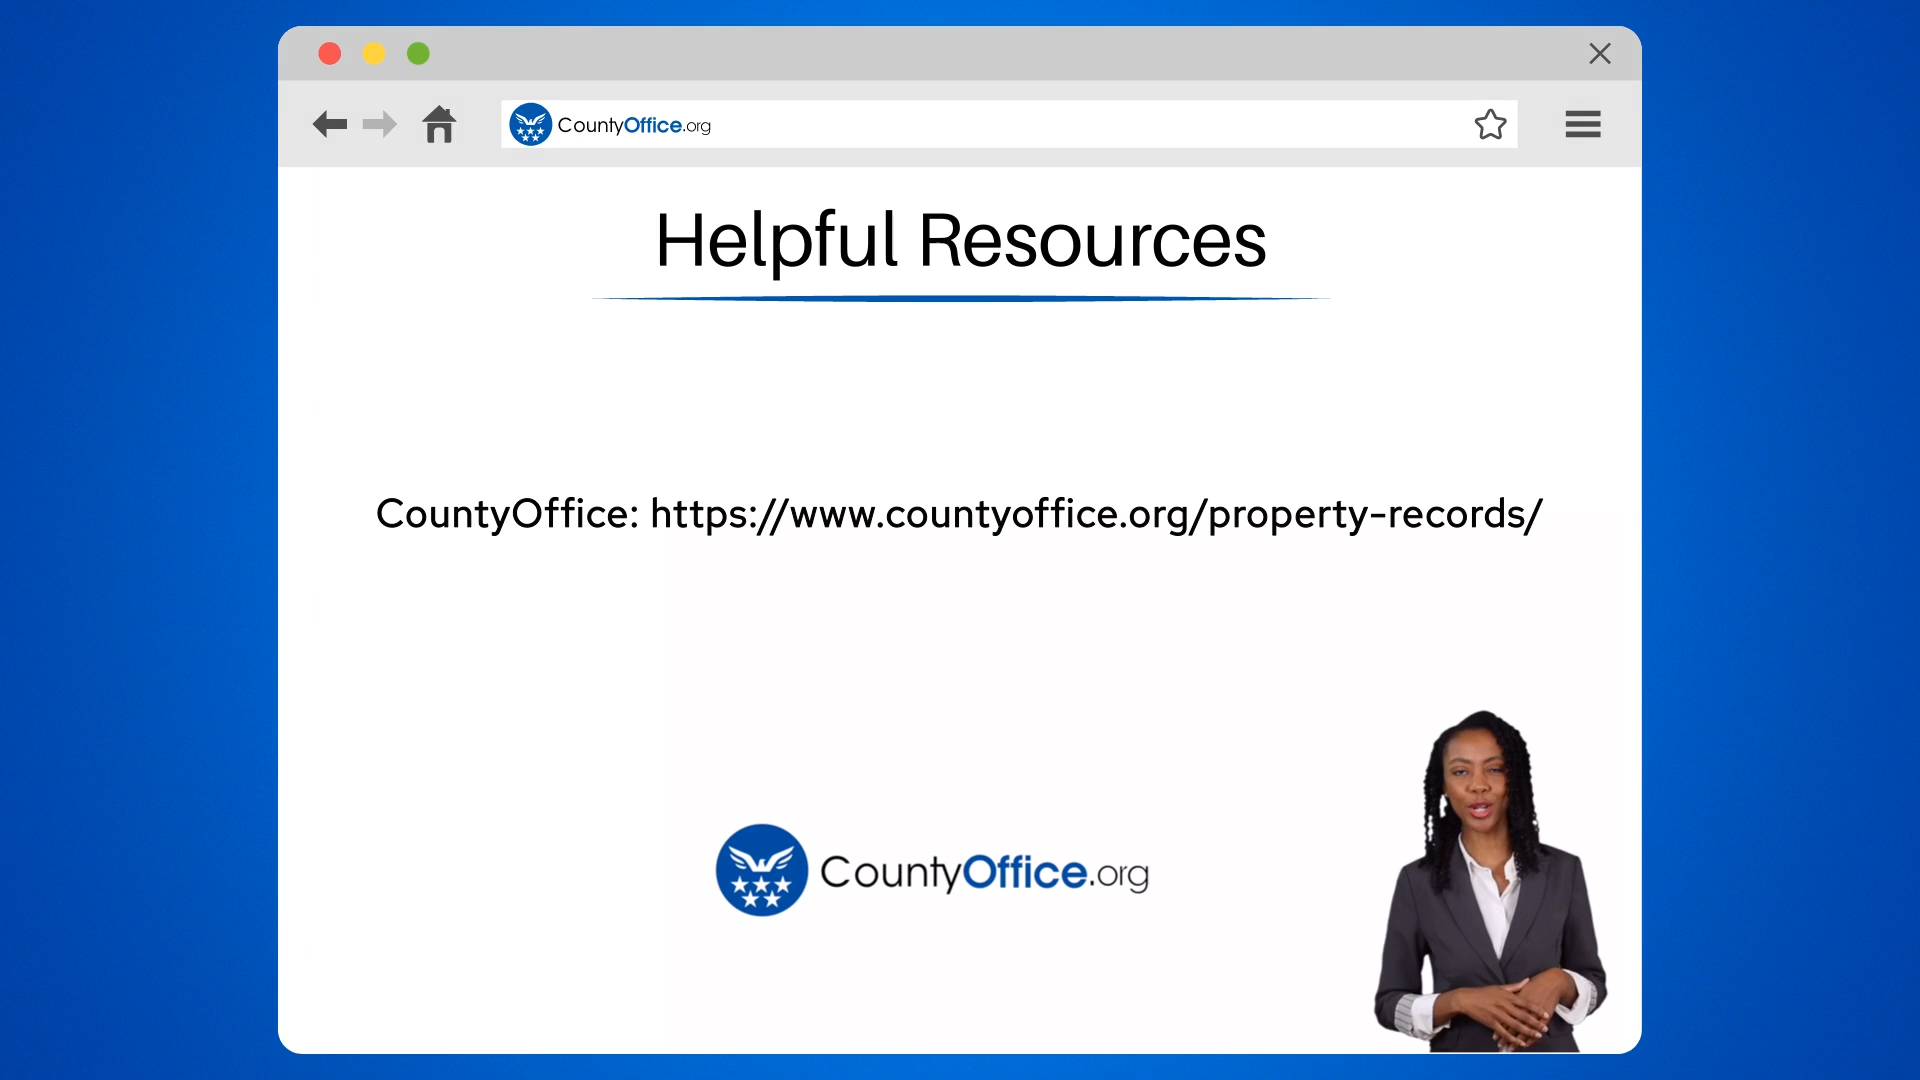 CountyOffice.org
Helpful Resources
CountyOffice: https://www.countyoffice.org/property-records/
CountyOffice.org